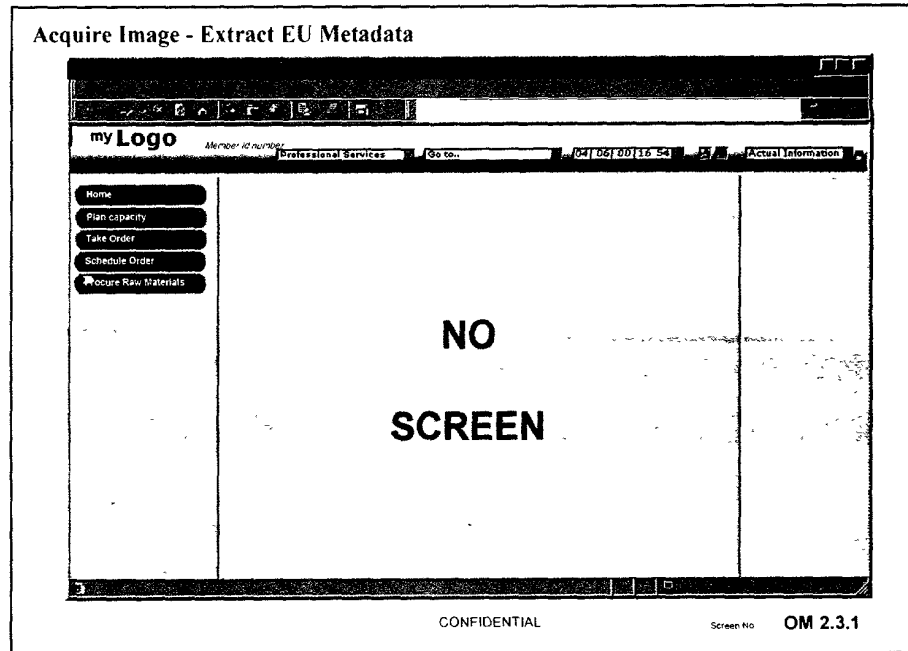 Acquire Image - Extract EU Metadata
my Logo
Member id number
Professional Services
Go to..
04 06 00 16 54
Actual Information
Home
Plan capacity
Take Order
Schedule Order
Procure Raw Materials
NO
SCREEN
CONFIDENTIAL
Screen No OM 2.3.1